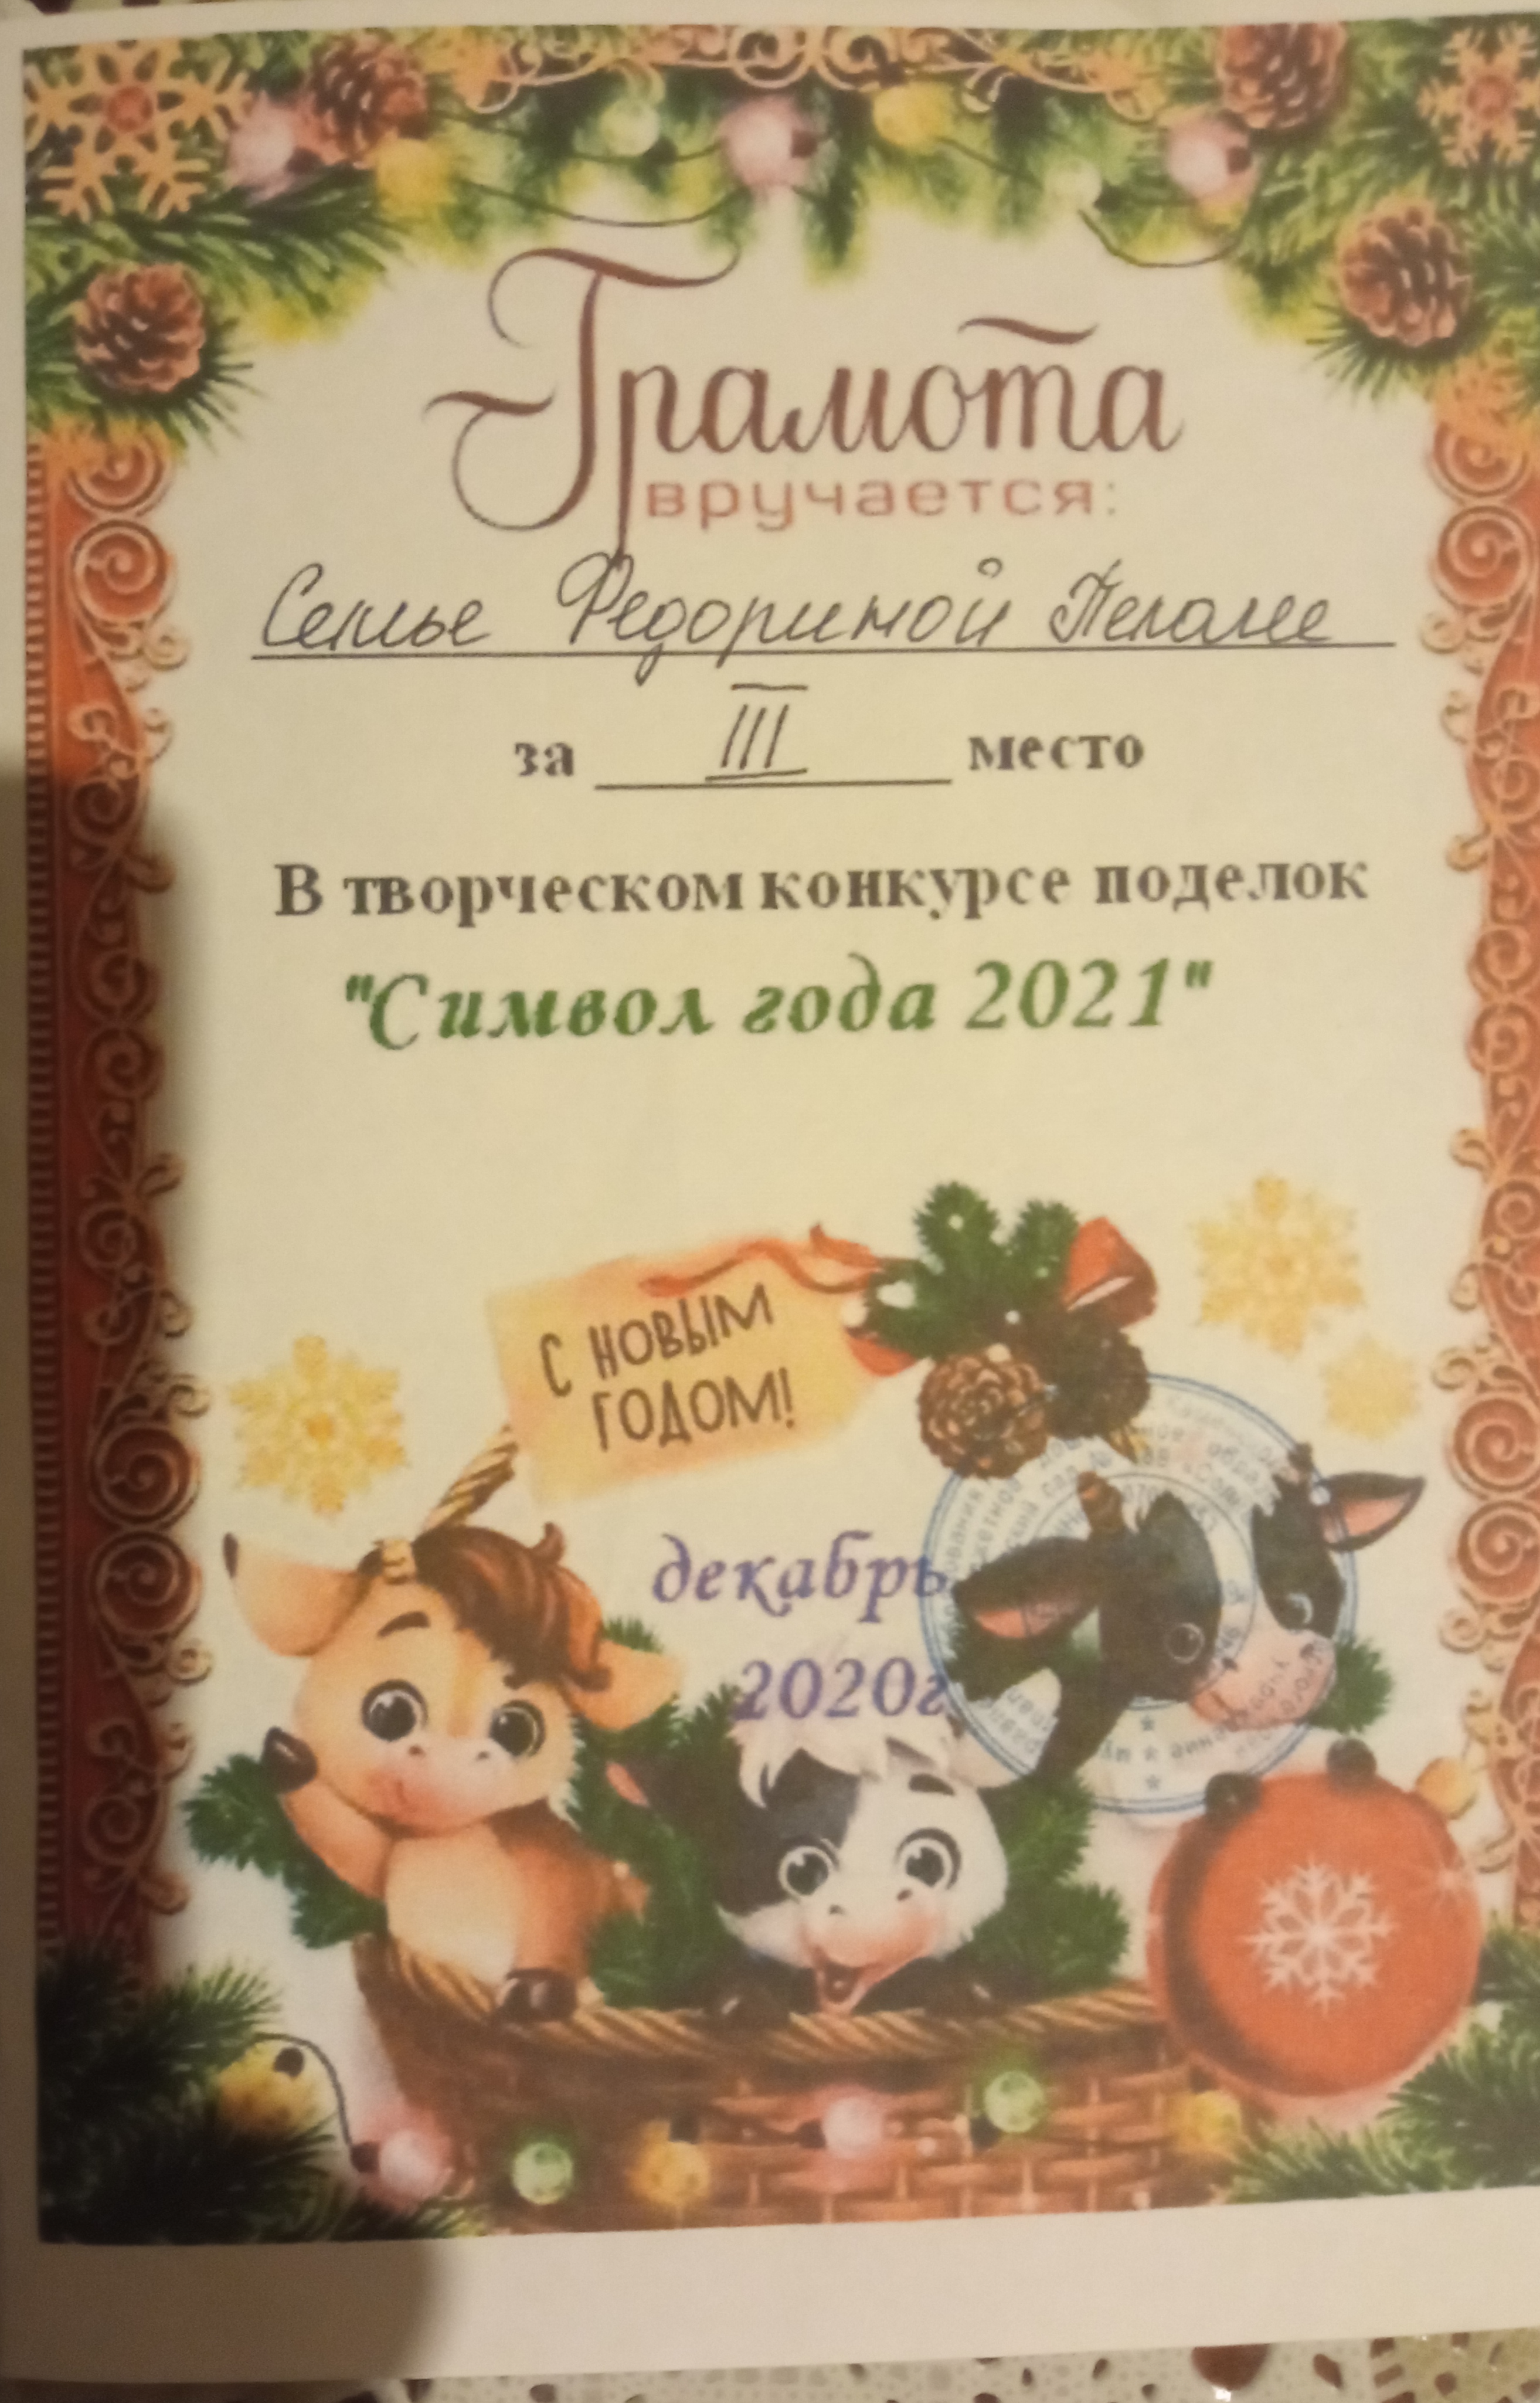 Грамота
вручается:
Семье Федориной Пелагее
за III место
В творческом конкурсе поделок
"Символ года 2021"
С НОВЫМ
ГОДОМ!
декабрь
2020г